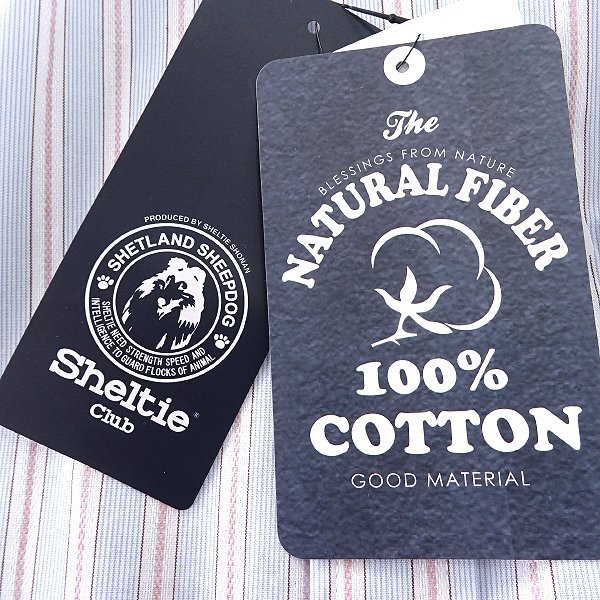 PRODUCED BY SHELTIE SHONAN
SHETLAND SHEEPDOG
SHELTIE NEED STRENGTH SPEED AND
INTELLIGENCE TO GUARD FLOCKS OF ANIMAL
Sheltie®
Club
The
BLESSINGS FROM NATURE
NATURAL FIBER
100%
COTTON
GOOD MATERIAL